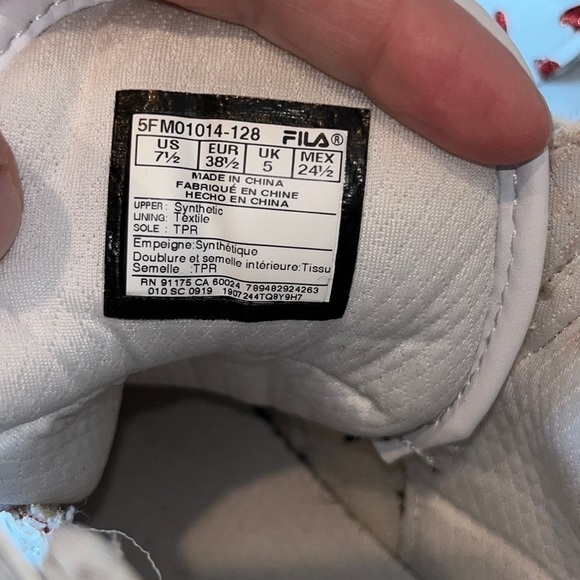 5FM01014-128 FILA®
US EUR UK MEX
7½ 38½ 5 24½
MADE IN CHINA
FABRIQUÉ EN CHINE
HECHO EN CHINA
UPPER: Synthetic
LINING: Textile
SOLE : TPR
Empeigne:Synthétique
Doublure et semelle intérieure:Tissu
Semelle :TPR
RN 91175 CA 60024 789482924263
010 SC 0919 1907244TQ8Y9H7